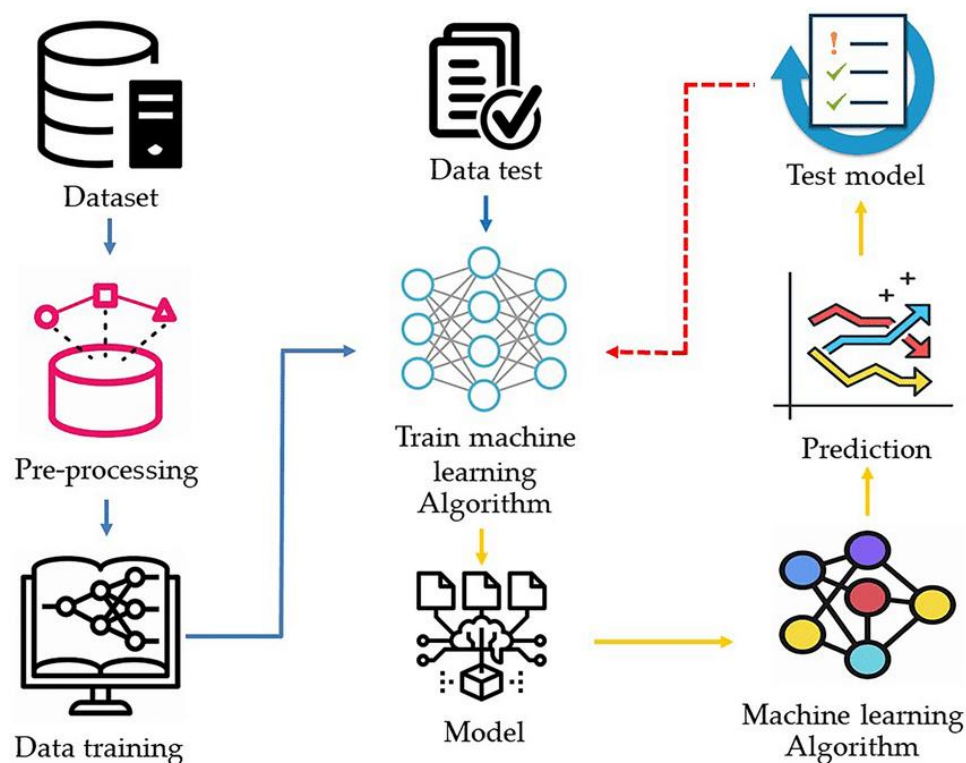 Dataset
Pre-processing
Data training
Data test
Train machine
learning
Algorithm
Model
Test model
Prediction
Machine learning
Algorithm